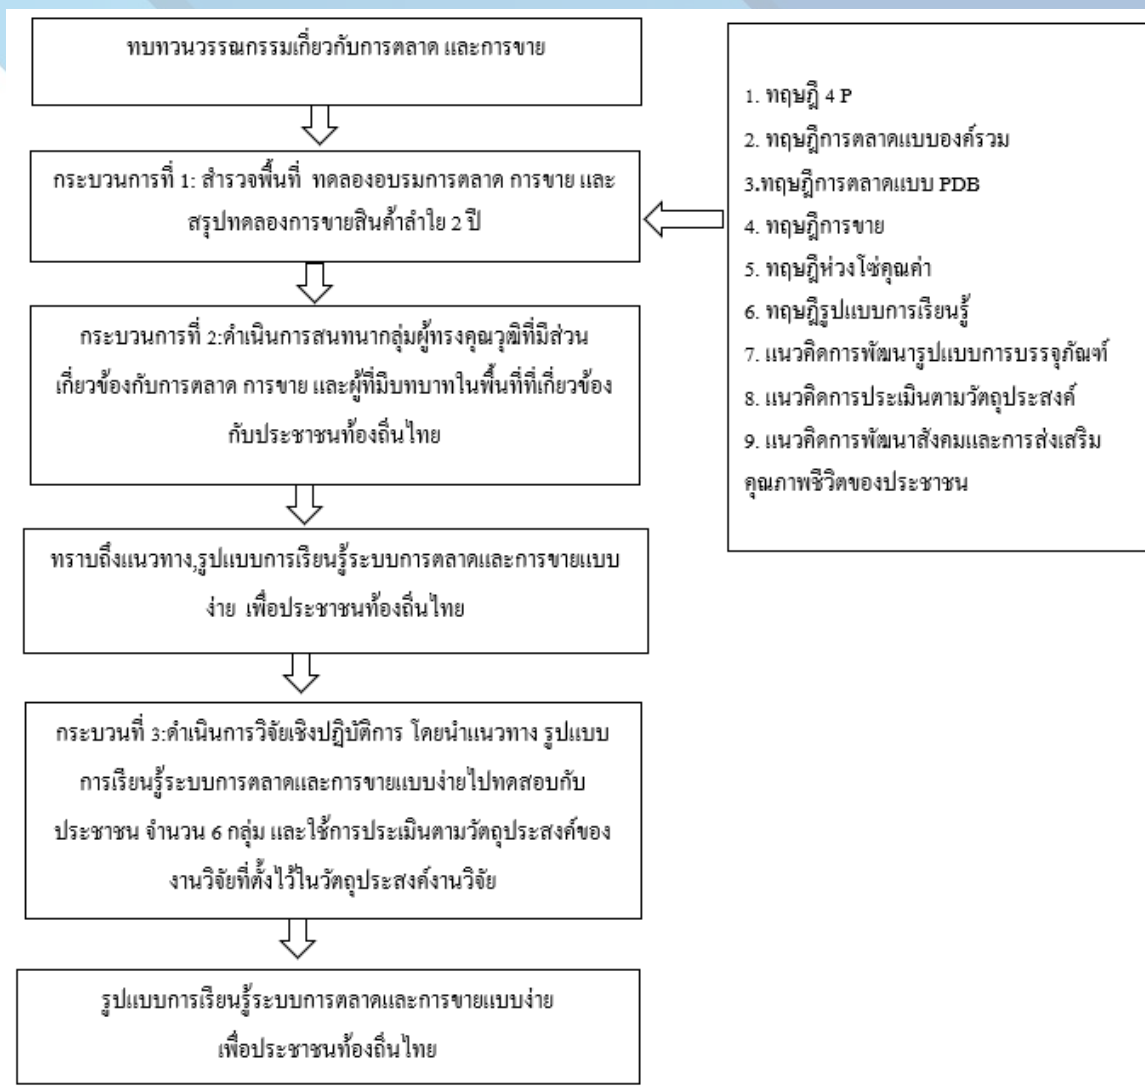 ทบทวนวรรณกรรมเกี่ยวกับการตลาด และการขาย
กระบวนการที่ 1: สำรวจพื้นที่ ทดลองอบรมการตลาด การขาย และ
สรุปทดลองการขายสินค้าลำใย 2 ปี
กระบวนการที่ 2:ดำเนินการสนทนากลุ่มผู้ทรงคุณวุฒิที่มีส่วน
เกี่ยวข้องกับการตลาด การขาย และผู้ที่มีบทบาทในพื้นที่ที่เกี่ยวข้อง
กับประชาชนท้องถิ่นไทย
ทราบถึงแนวทาง,รูปแบบการเรียนรู้ระบบการตลาดและการขายแบบ
ง่าย เพื่อประชาชนท้องถิ่นไทย
กระบวนที่ 3:ดำเนินการวิจัยเชิงปฏิบัติการ โดยนำแนวทาง รูปแบบ
การเรียนรู้ระบบการตลาดและการขายแบบง่ายไปทดสอบกับ
ประชาชน จำนวน 6 กลุ่ม และใช้การประเมินตามวัตถุประสงค์ของ
งานวิจัยที่ตั้งไว้ในวัตถุประสงค์งานวิจัย
รูปแบบการเรียนรู้ระบบการตลาดและการขายแบบง่าย
เพื่อประชาชนท้องถิ่นไทย
1. ทฤษฎี 4 P
2. ทฤษฎีการตลาดแบบองค์รวม
3.ทฤษฎีการตลาดแบบ PDB
4. ทฤษฎีการขาย
5. ทฤษฎีห่วงโซ่คุณค่า
6. ทฤษฎีรูปแบบการเรียนรู้
7. แนวคิดการพัฒนารูปแบบการบรรจุภัณฑ์
8. แนวคิดการประเมินตามวัตถุประสงค์
9. แนวคิดการพัฒนาสังคมและการส่งเสริม
คุณภาพชีวิตของประชาชน